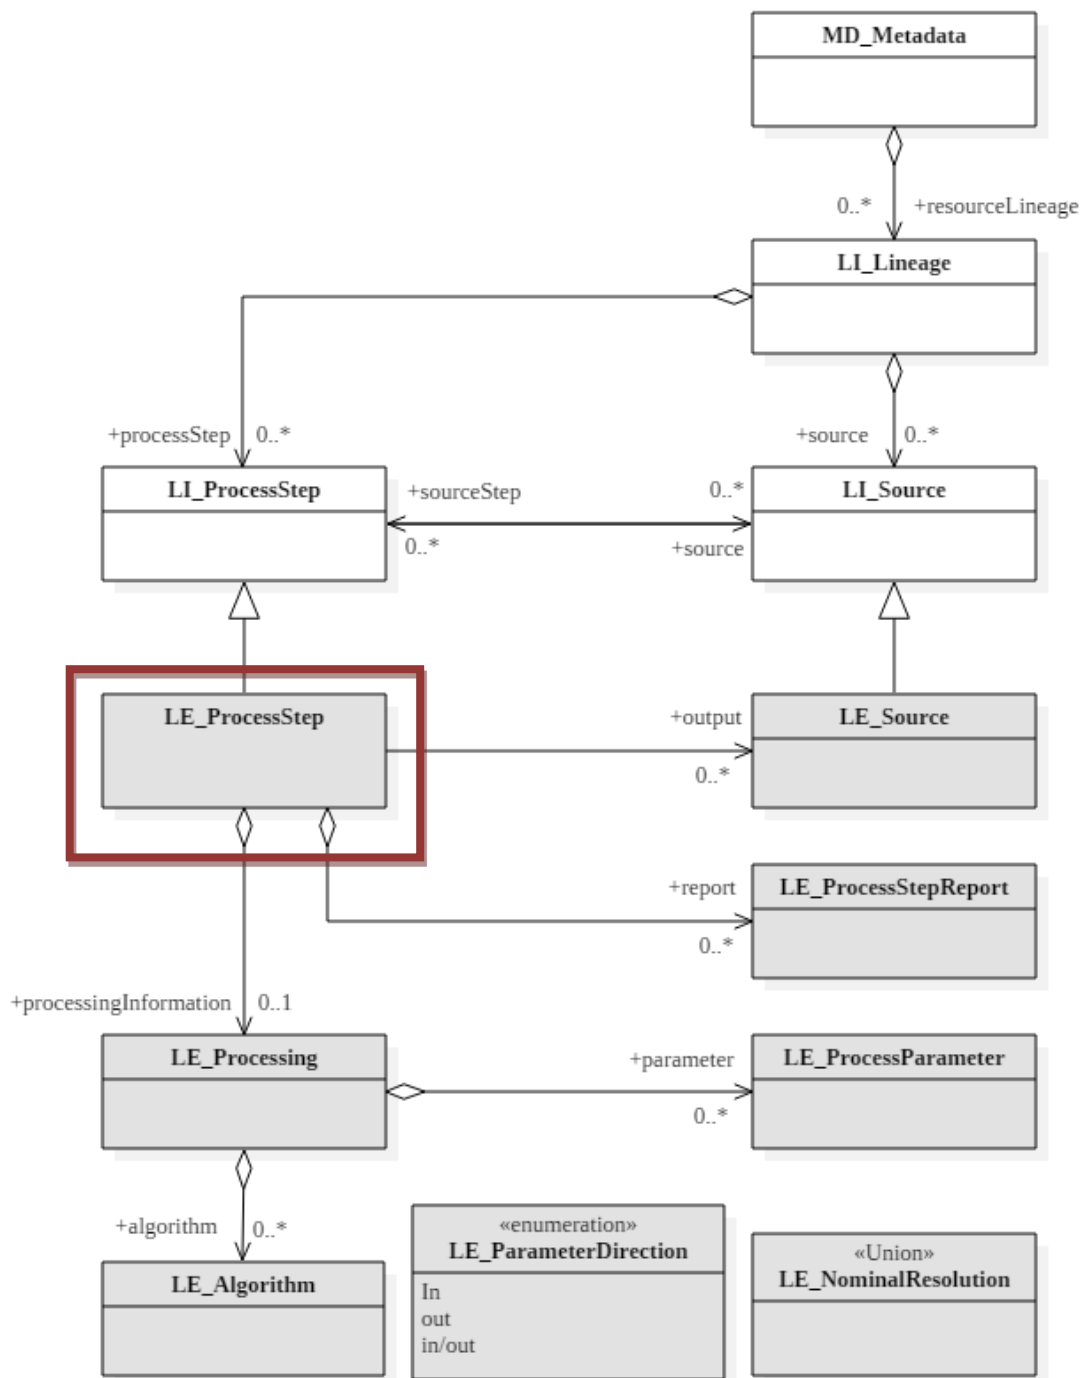 MD_Metadata
0..*
+resourceLineage
LI_Lineage
+processStep
0..*
+source
0..*
LI_ProcessStep
+sourceStep
0..*
LI_Source
0..*
+source
LE_ProcessStep
+output
LE_Source
0..*
+report
LE_ProcessStepReport
0..*
+processingInformation
0..1
LE_Processing
+parameter
LE_ProcessParameter
0..*
+algorithm
0..*
«enumeration»
LE_ParameterDirection
In
out
in/out
«Union»
LE_NominalResolution
LE_Algorithm